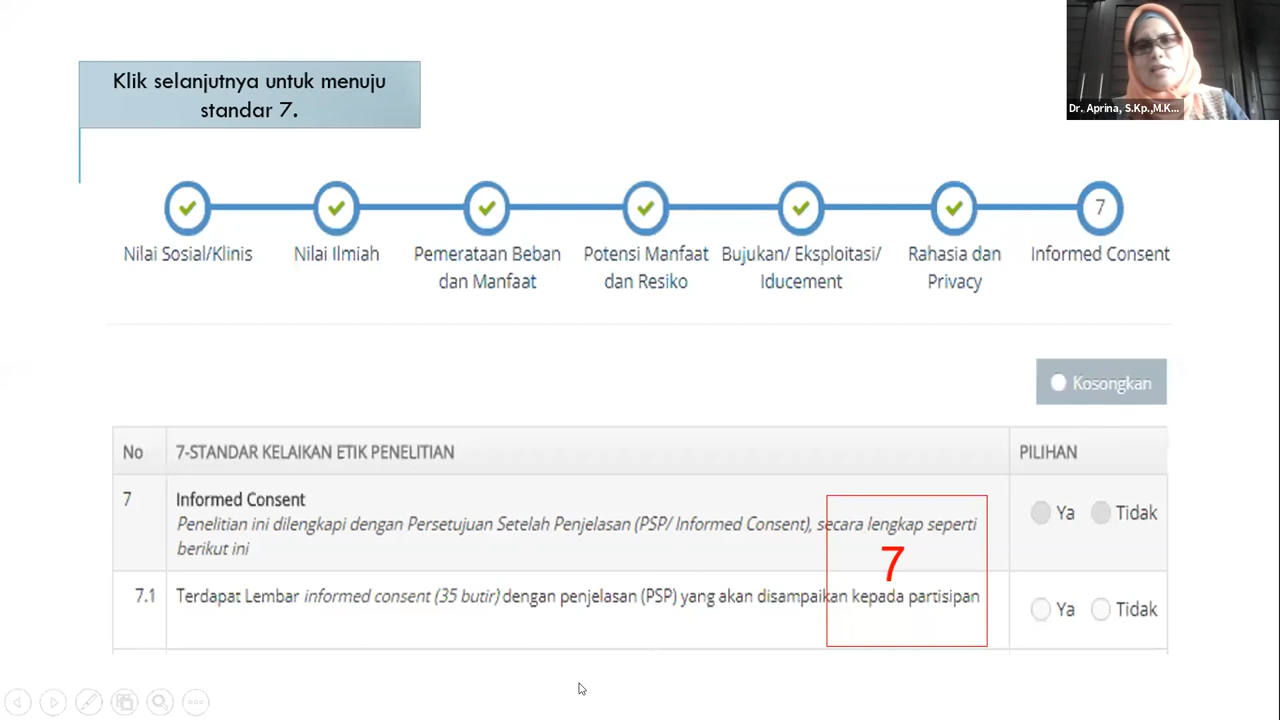 Klik selanjutnya untuk menuju
standar 7.
Dr. Aprina, S.Kp.,M.K...
7
Nilai Sosial/Klinis
Nilai Ilmiah
Pemerataan Beban
dan Manfaat
Potensi Manfaat
dan Resiko
Bujukan/ Eksploitasi/
Iducement
Rahasia dan
Privacy
Informed Consent
Kosongkan
No
7-STANDAR KELAIKAN ETIK PENELITIAN
PILIHAN
7
Informed Consent
Penelitian ini dilengkapi dengan Persetujuan Setelah Penjelasan (PSP/ Informed Consent), secara lengkap seperti
berikut ini
Ya Tidak
7
7.1
Terdapat Lembar informed consent (35 butir) dengan penjelasan (PSP) yang akan disampaikan kepada partisipan
Ya Tidak